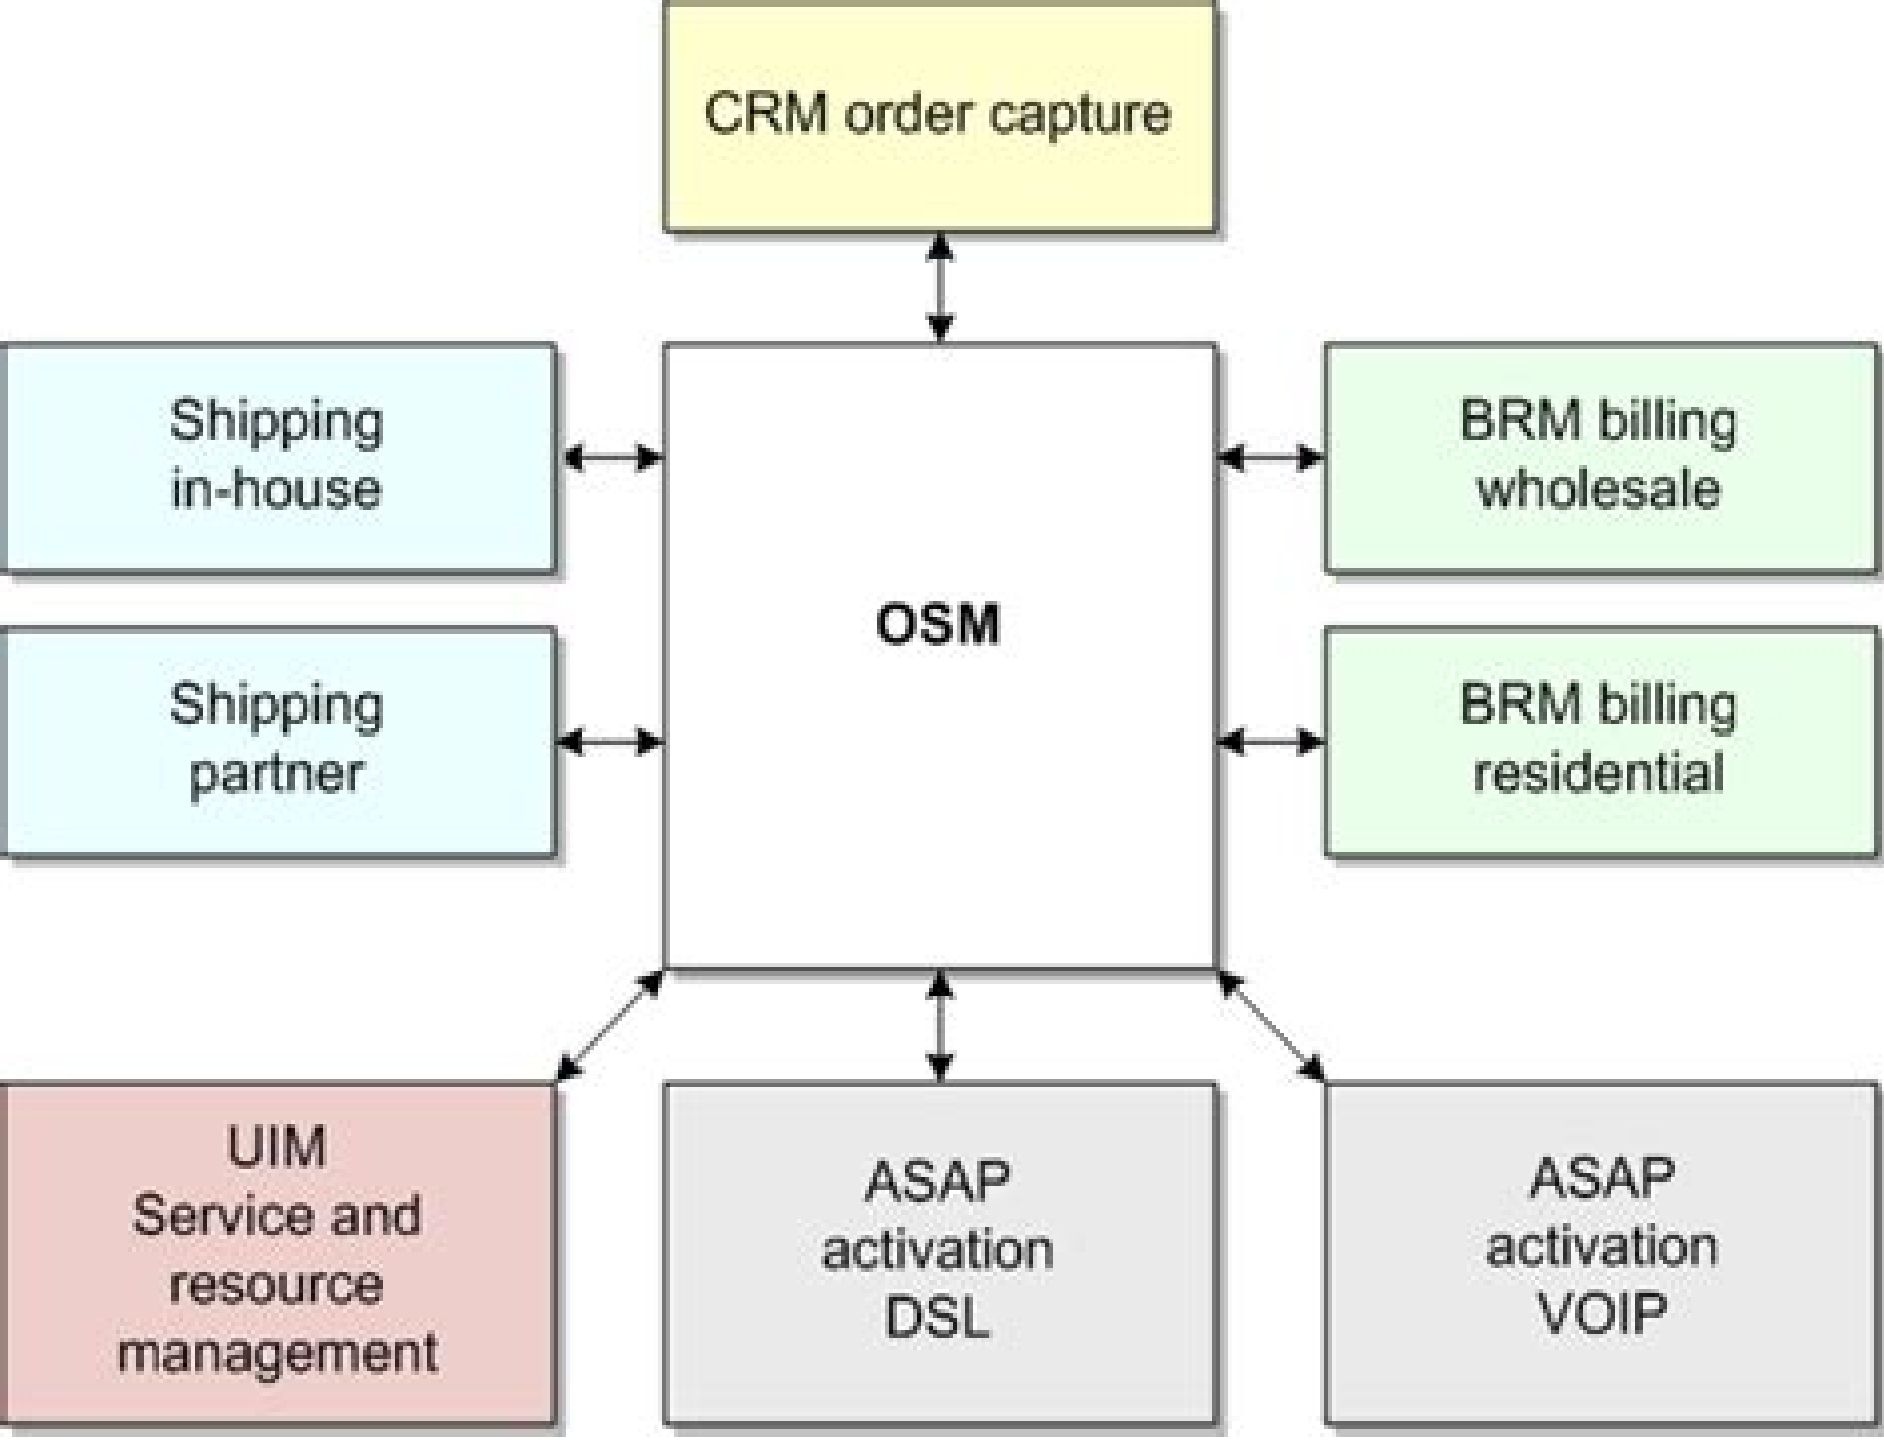 CRM order capture
Shipping
in-house
BRM billing
wholesale
OSM
Shipping
partner
BRM billing
residential
UIM
Service and
resource
management
ASAP
activation
DSL
ASAP
activation
VOIP